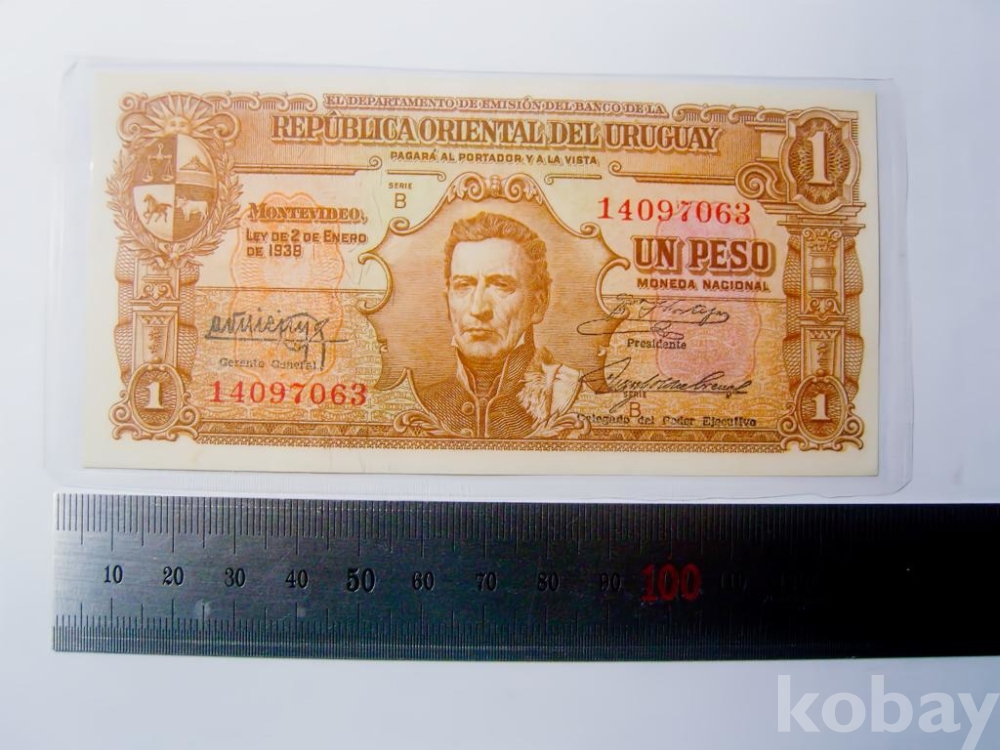 EL DEPARTAMENTO DE EMISIÓN DEL BANCO DE LA
REPÚBLICA ORIENTAL DEL URUGUAY
PAGARÁ AL PORTADOR Y A LA VISTA
1
SERIE
B
14097063
MONTEVIDEO,
LEY DE 2 DE ENERO
DE 1939
UN PESO
MONEDA NACIONAL
Presidente
Gerente General
14097063
1
SERIE
B
1
Delegado del Poder Ejecutivo
10 20 30 40 50 60 70 80 90 100
kobay